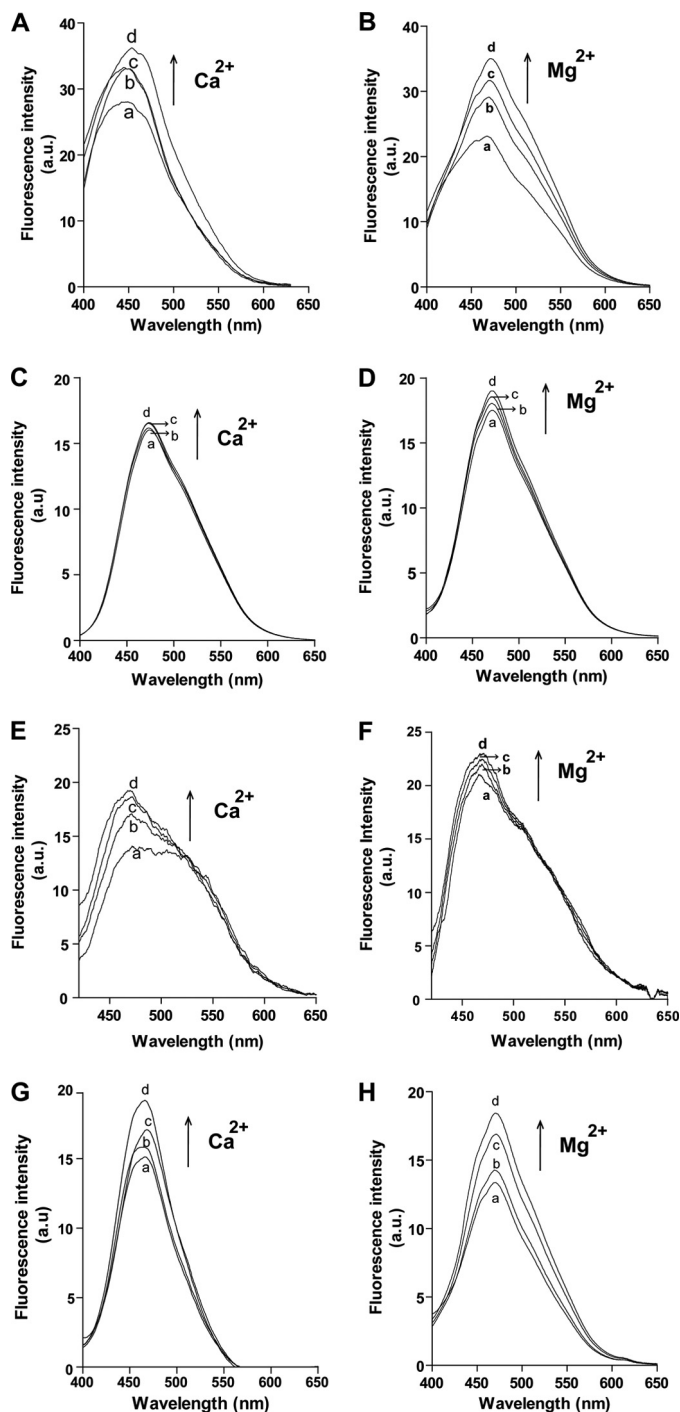 A
Fluorescence intensity
(a.u.)
40
30
20
10
0
d
c
b
a
Ca2+
400 450 500 550 600 650
Wavelength (nm)
B
Fluorescence intensity
(a.u.)
40
30
20
10
0
d
c
b
a
Mg2+
400 450 500 550 600 650
Wavelength (nm)
C
Fluorescence intensity
(a.u)
20
15
10
5
0
d
c
b
a
Ca2+
400 450 500 550 600 650
Wavelength (nm)
D
Fluorescence intensity
(a.u.)
20
15
10
5
0
d
c
b
a
Mg2+
400 450 500 550 600 650
Wavelength (nm)
E
Fluorescence intensity
(a.u.)
25
20
15
10
5
0
d
c
b
a
Ca2+
450 500 550 600 650
Wavelength (nm)
F
Fluorescence Intensity
(a.u.)
25
20
15
10
5
0
d
c
b
a
Mg2+
450 500 550 600 650
Wavelength (nm)
G
Fluorescence intensity
(a.u)
20
15
10
5
0
d
c
b
a
Ca2+
400 450 500 550 600 650
Wavelength (nm)
H
Fluorescence intensity
(a.u.)
20
15
10
5
0
d
c
b
a
Mg2+
400 450 500 550 600 650
Wavelength (nm)